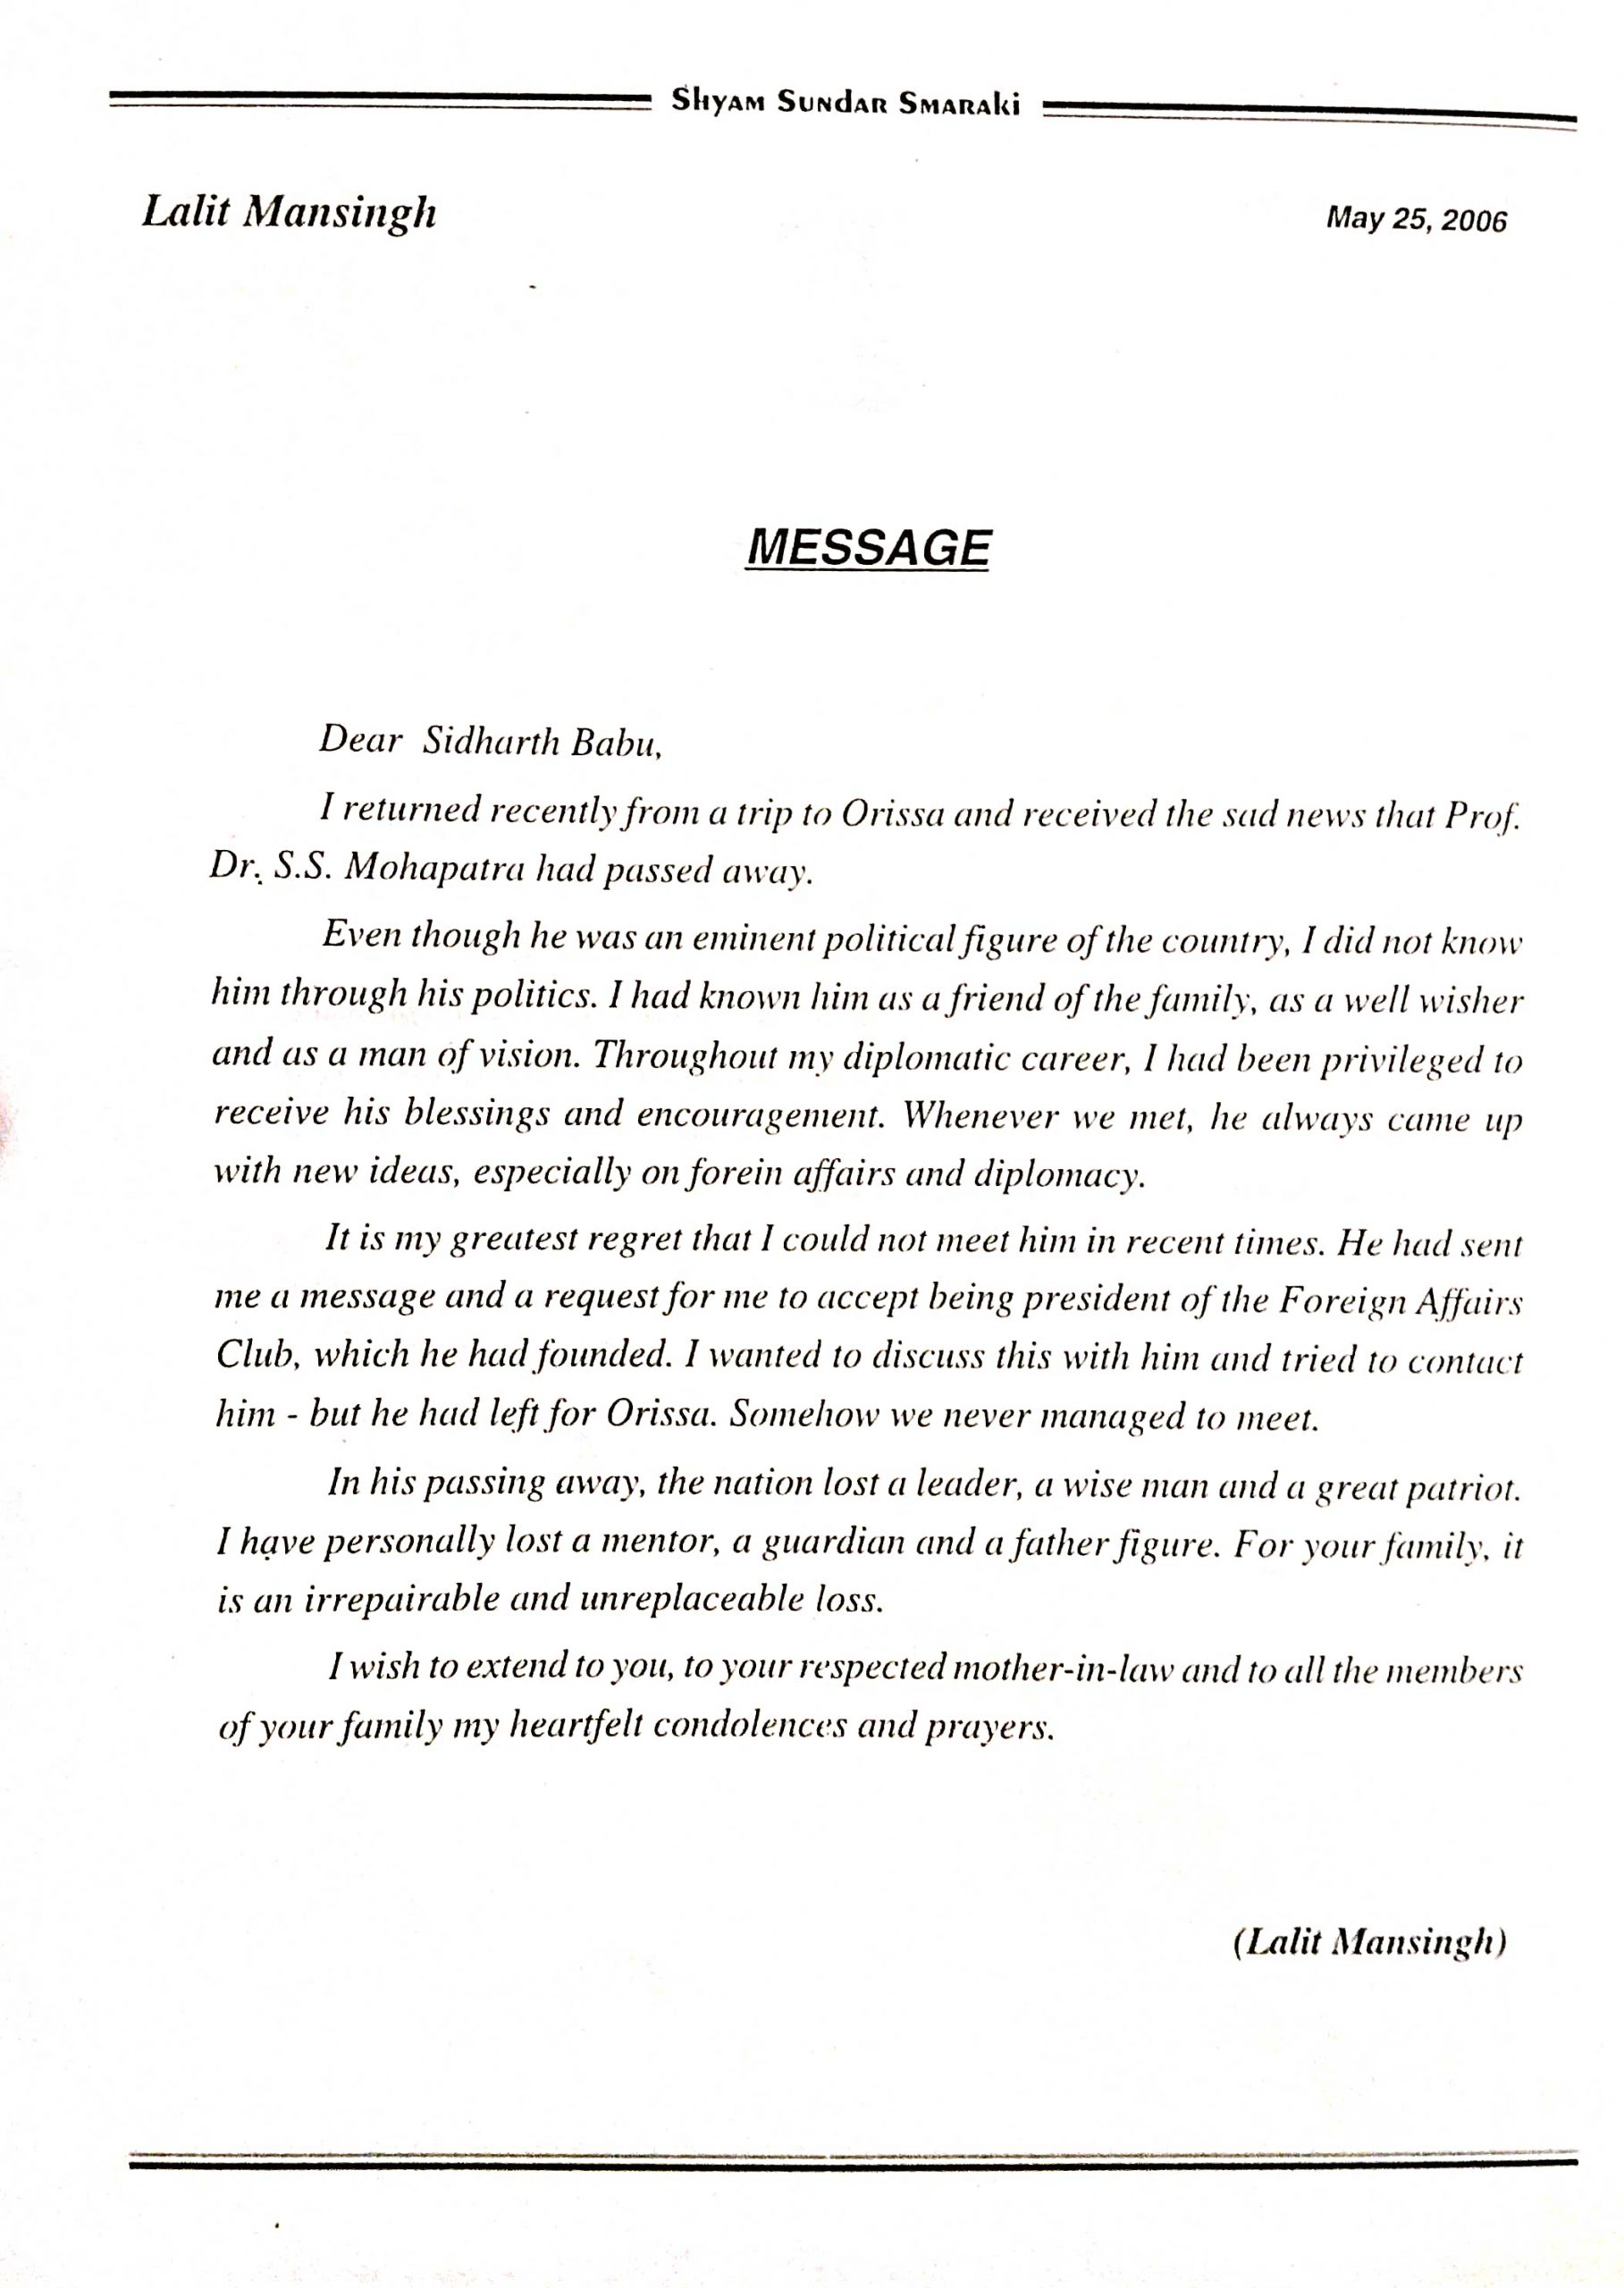 Shyam Sundar Smaraki
Lalit Mansingh
May 25, 2006
MESSAGE
Dear Sidharth Babu,
I returned recently from a trip to Orissa and received the sad news that Prof.
Dr. S.S. Mohapatra had passed away.
Even though he was an eminent political figure of the country, I did not know
him through his politics. I had known him as a friend of the family, as a well wisher
and as a man of vision. Throughout my diplomatic career, I had been privileged to
receive his blessings and encouragement. Whenever we met, he always came up
with new ideas, especially on forein affairs and diplomacy.
It is my greatest regret that I could not meet him in recent times. He had sent
me a message and a request for me to accept being president of the Foreign Affairs
Club, which he had founded. I wanted to discuss this with him and tried to contact
him - but he had left for Orissa. Somehow we never managed to meet.
In his passing away, the nation lost a leader, a wise man and a great patriot.
I have personally lost a mentor, a guardian and a father figure. For your family, it
is an irrepairable and unreplaceable loss.
I wish to extend to you, to your respected mother-in-law and to all the members
of your family my heartfelt condolences and prayers.
(Lalit Mansingh)